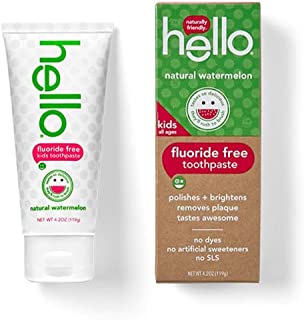 hello.
fluoride free
kids toothpaste
natural watermelon
NET WT 4.2OZ (119g)
naturally
friendly.
hello.
natural watermelon
kids
all ages
fluoride free
toothpaste
polishes + brightens
removes plaque
tastes awesome
no dyes
no artificial sweeteners
no SLS
NET WT 4.2OZ (119g)